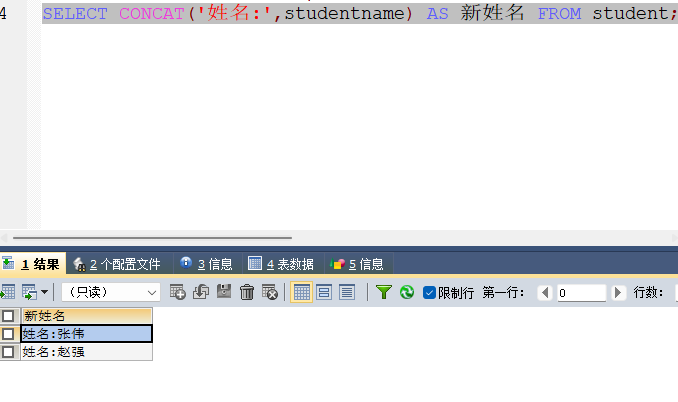 4 SELECT CONCAT('姓名:',studentname) AS 新姓名 FROM student;
1 结果 2 个配置文件 3 信息 4 表数据 5 信息
（只读） 限制行 第一行: 0 行数:
新姓名
姓名:张伟
姓名:赵强